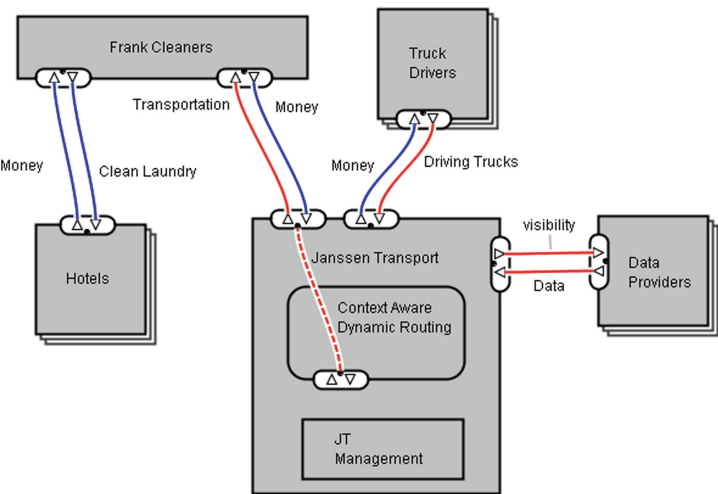 Frank Cleaners
Truck
Drivers
Transportation
Money
Money
Clean Laundry
Money
Driving Trucks
Hotels
Janssen Transport
visibility
Data
Data
Providers
Context Aware
Dynamic Routing
JT
Management